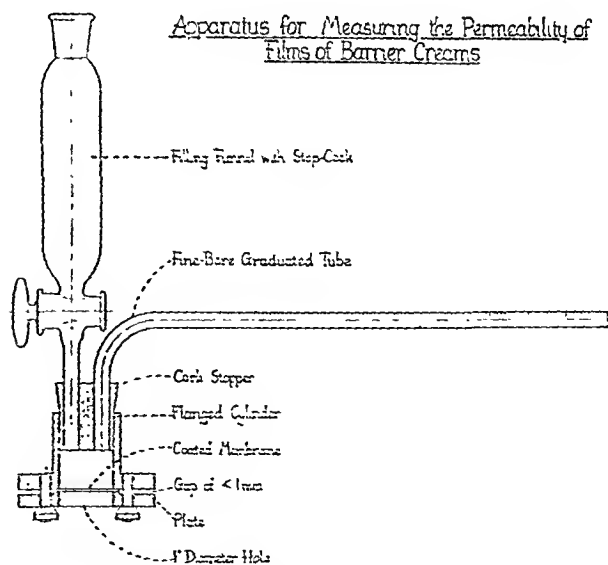 Apparatus for Measuring the Permeability of
Films of Barrier Creams
Filling Funnel with Stop-Cock
Fine-Bore Graduated Tube
Cork Stopper
Flanged Cylinder
Coated Membrane
Gap of <1mm
Plate
1" Diameter Hole